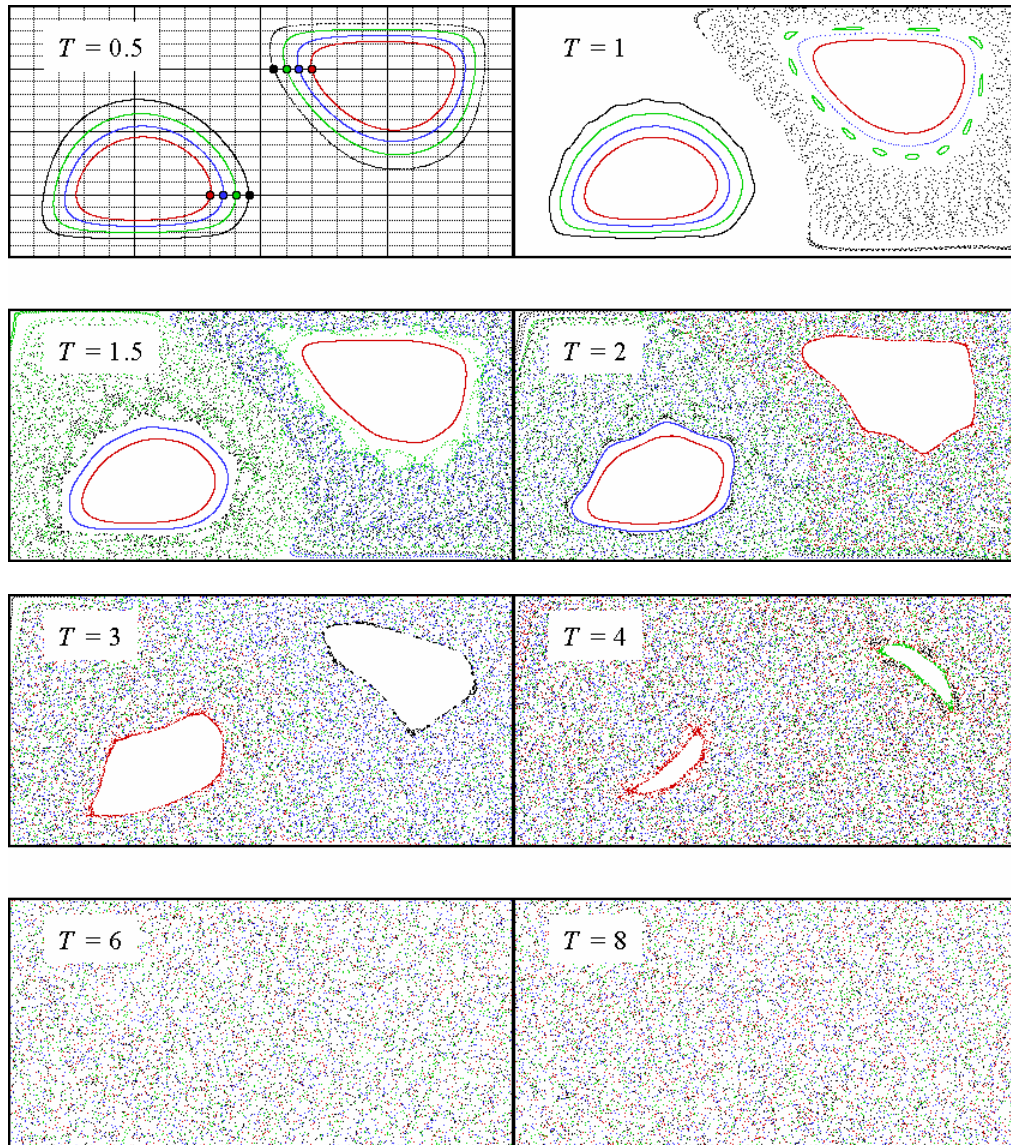 T = 0.5
T = 1
T = 1.5
T = 2
T = 3
T = 4
T = 6
T = 8